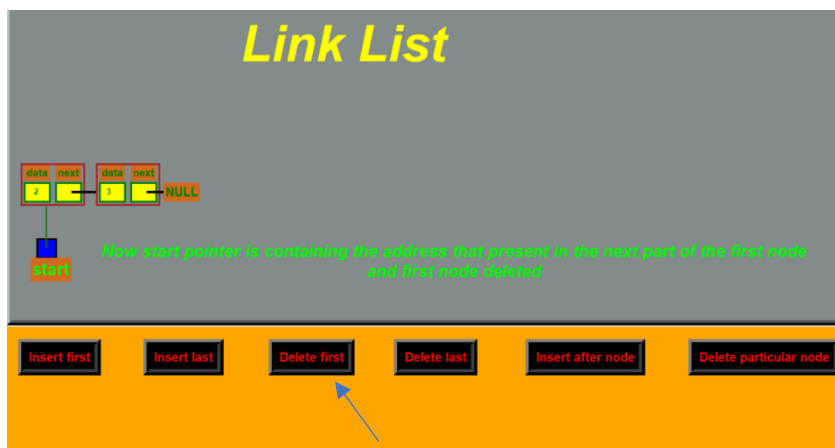 Link List
data next data next
2 3 NULL
start
Now start pointer is containing the address that present in the next part of the first node
and first node deleted
Insert first Insert last Delete first Delete last Insert after node Delete particular node